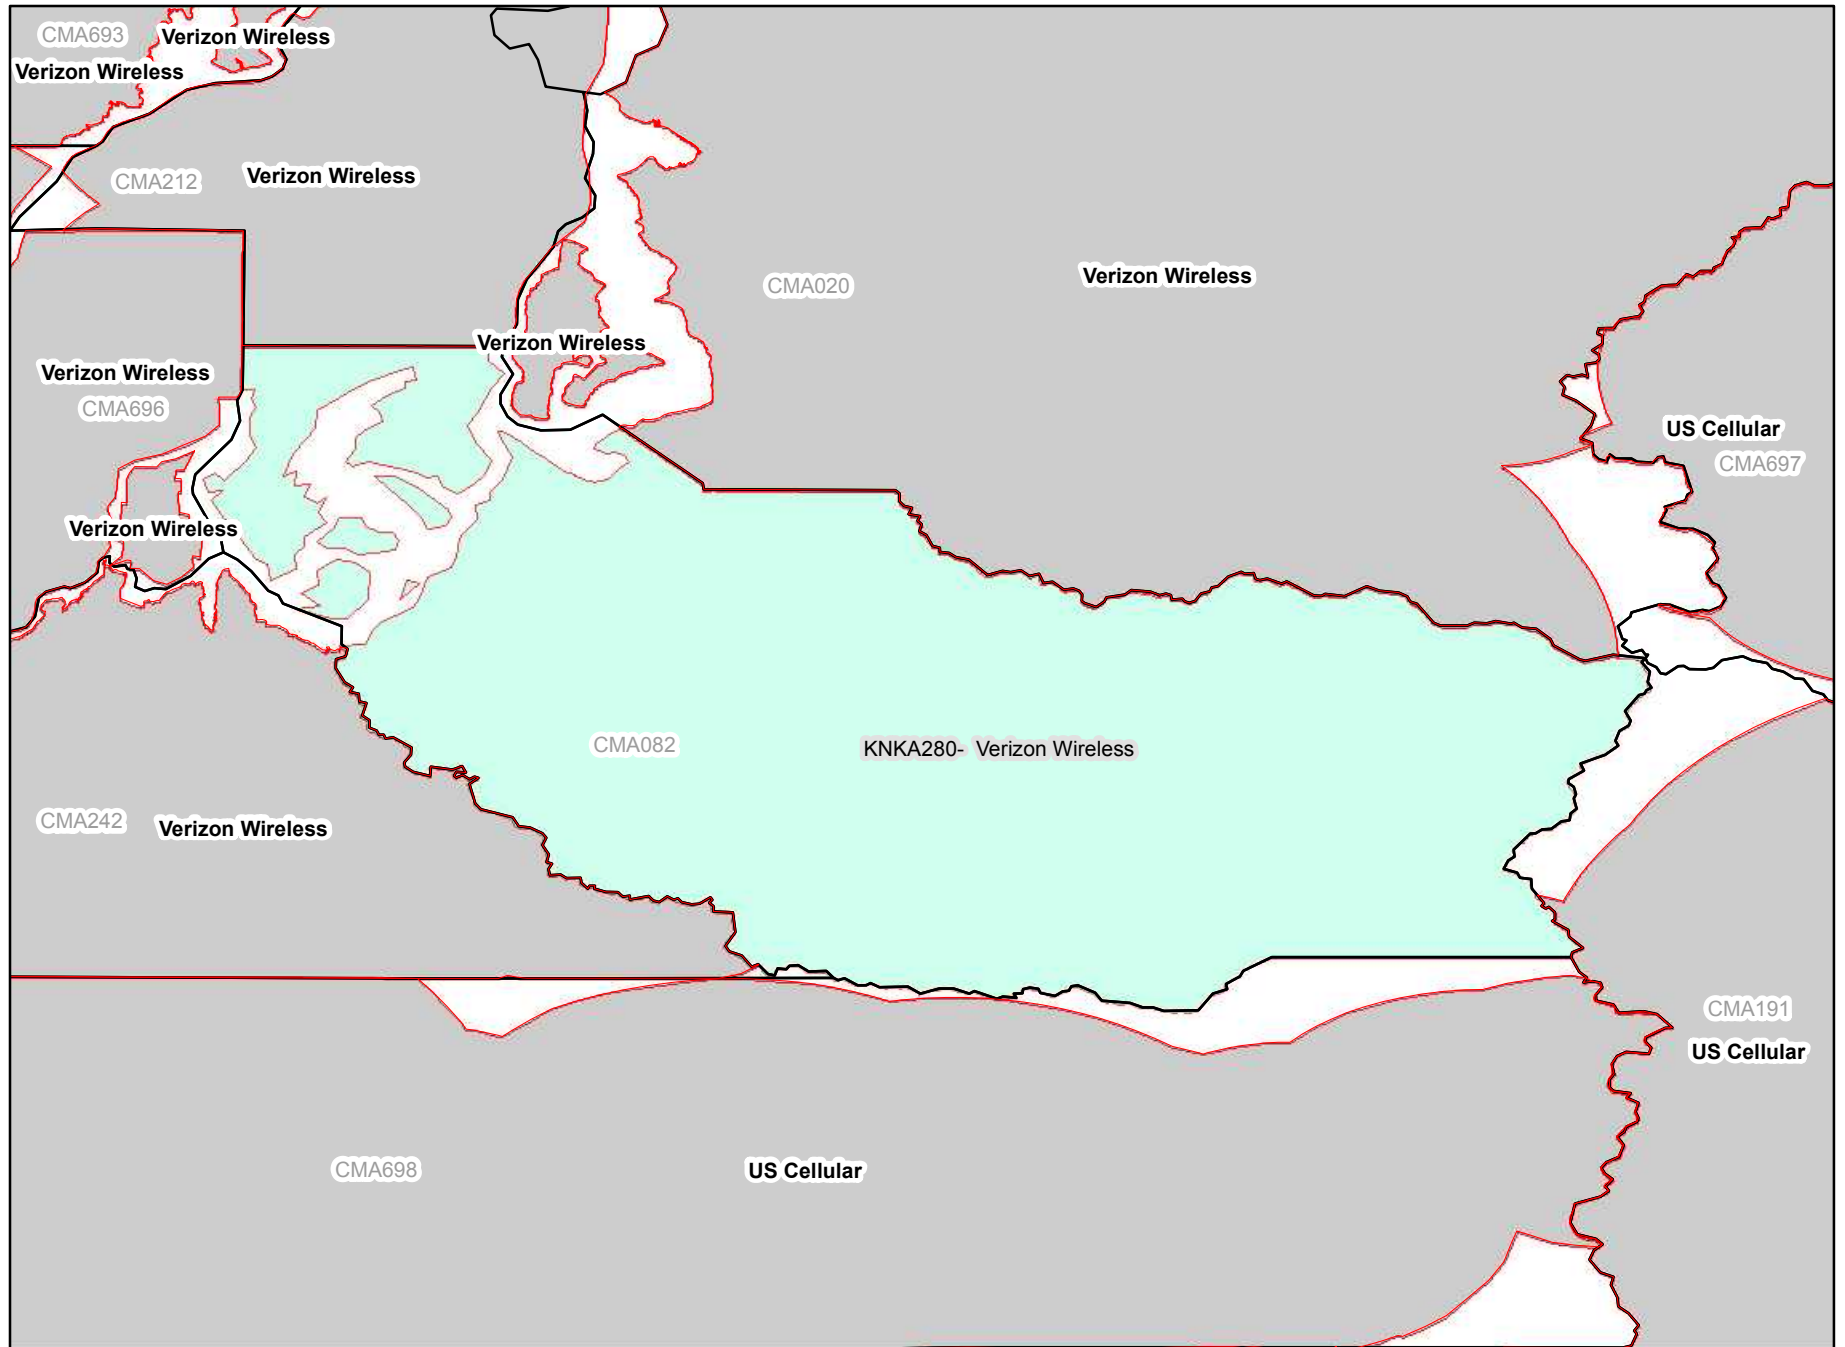 CMA693
Verizon Wireless
Verizon Wireless
CMA212
Verizon Wireless
CMA020
Verizon Wireless
Verizon Wireless
Verizon Wireless
CMA696
US Cellular
CMA697
Verizon Wireless
CMA082
KNKA280- Verizon Wireless
CMA242
Verizon Wireless
CMA191
US Cellular
CMA698
US Cellular